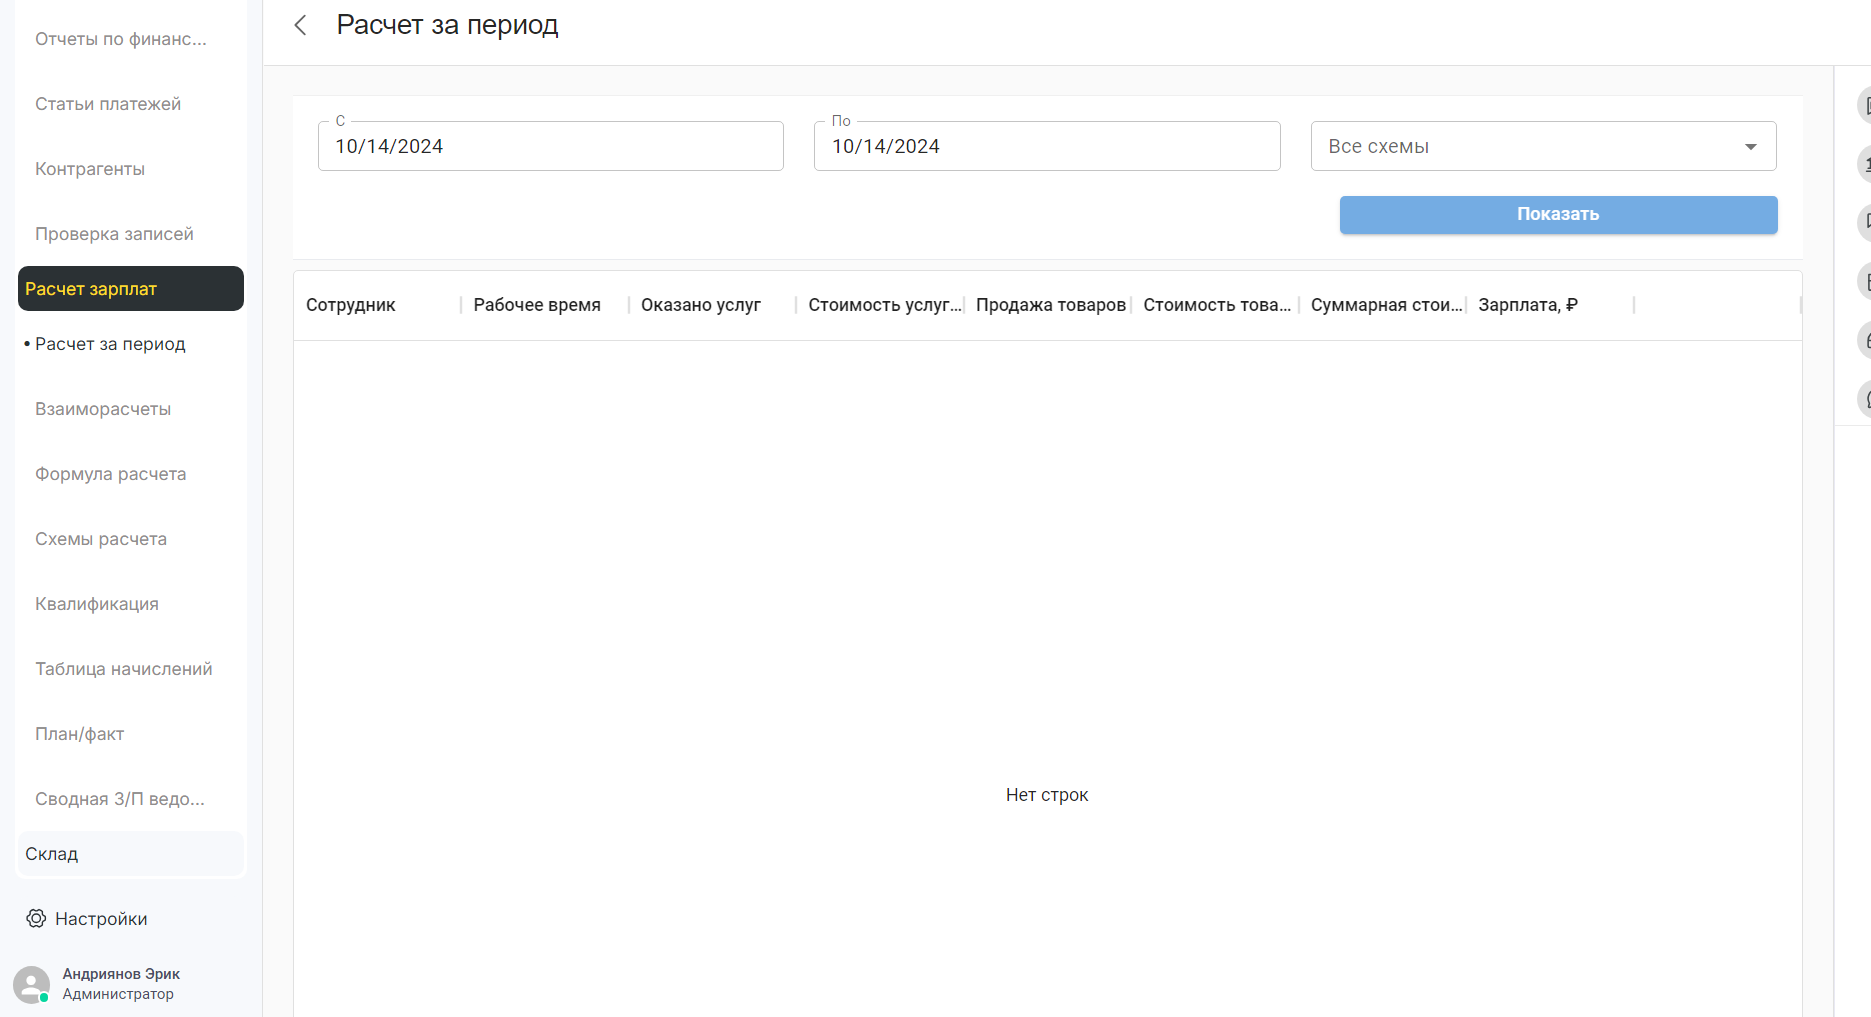 Отчеты по финанс...
Статьи платежей
Контрагенты
Проверка записей
Расчет зарплат
• Расчет за период
Взаиморасчеты
Формула расчета
Схемы расчета
Квалификация
Таблица начислений
План/факт
Сводная З/П ведо...
Склад
Настройки
Андриянов Эрик
Администратор
Расчет за период
С
10/14/2024
По
10/14/2024
Все схемы
Показать
Сотрудник
Рабочее время
Оказано услуг
Стоимость услуг...
Продажа товаров
Стоимость това...
Суммарная стои...
Зарплата, ₽
Нет строк